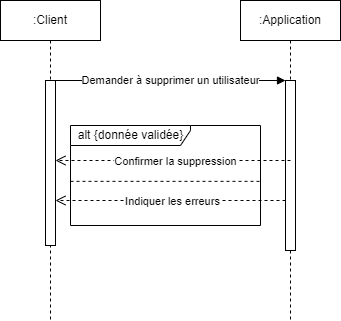 :Client
:Application
Demander à supprimer un utilisateur
alt {donnée validée}
Confirmer la suppression
Indiquer les erreurs